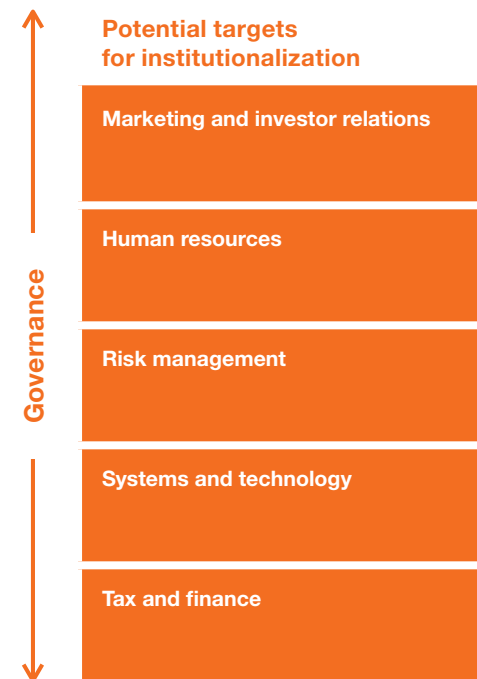 Potential targets
for institutionalization
Marketing and investor relations
Human resources
Governance
Risk management
Systems and technology
Tax and finance